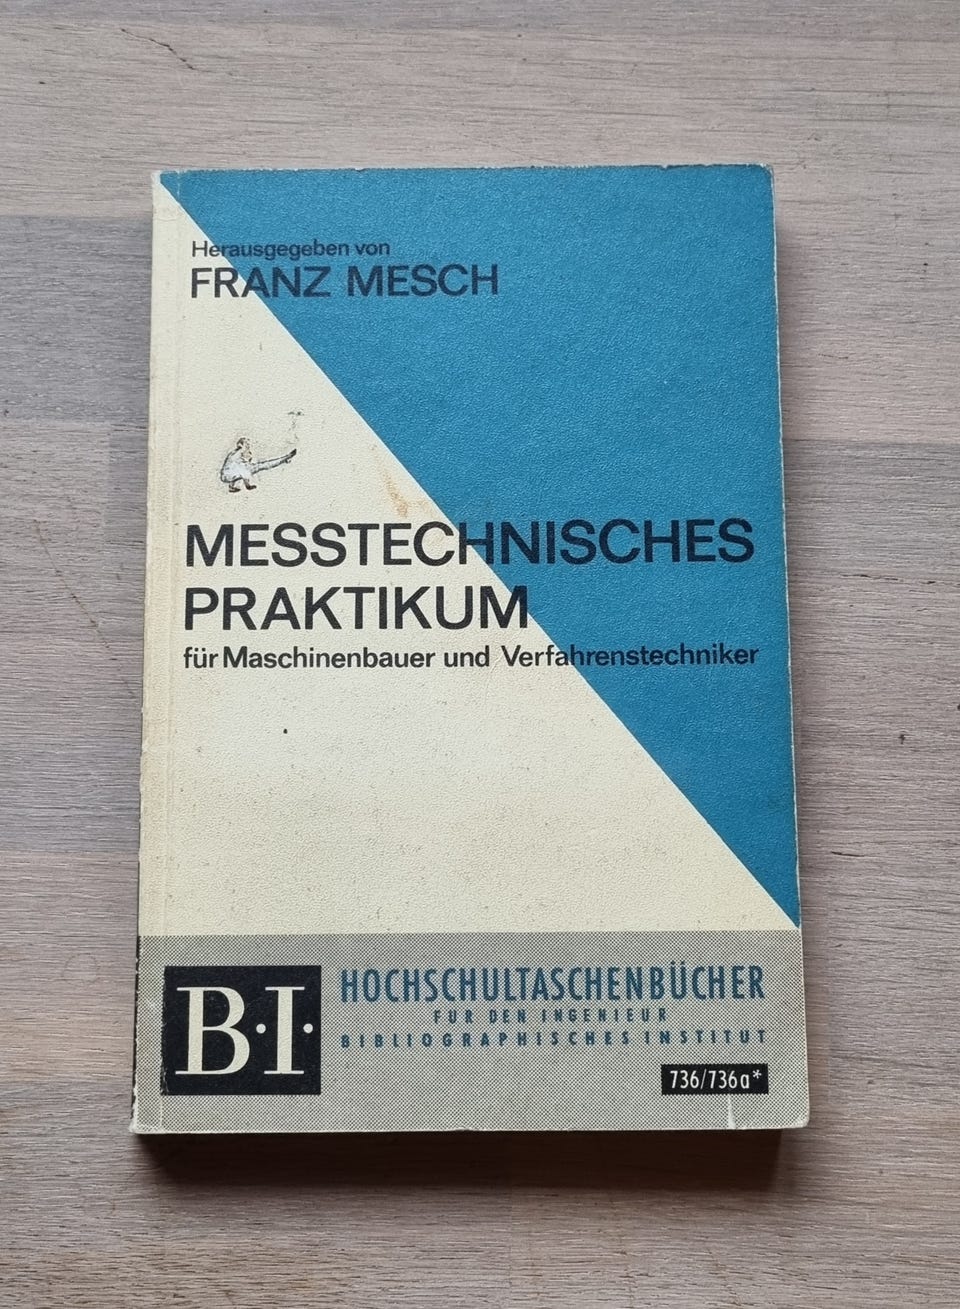 Herausgegeben von
FRANZ MESCH
MESSTECHNISCHES
PRAKTIKUM
für Maschinenbauer und Verfahrenstechniker
B·I·
HOCHSCHULTASCHENBÜCHER
FÜR DEN INGENIEUR
BIBLIOGRAPHISCHES INSTITUT
736/736a*